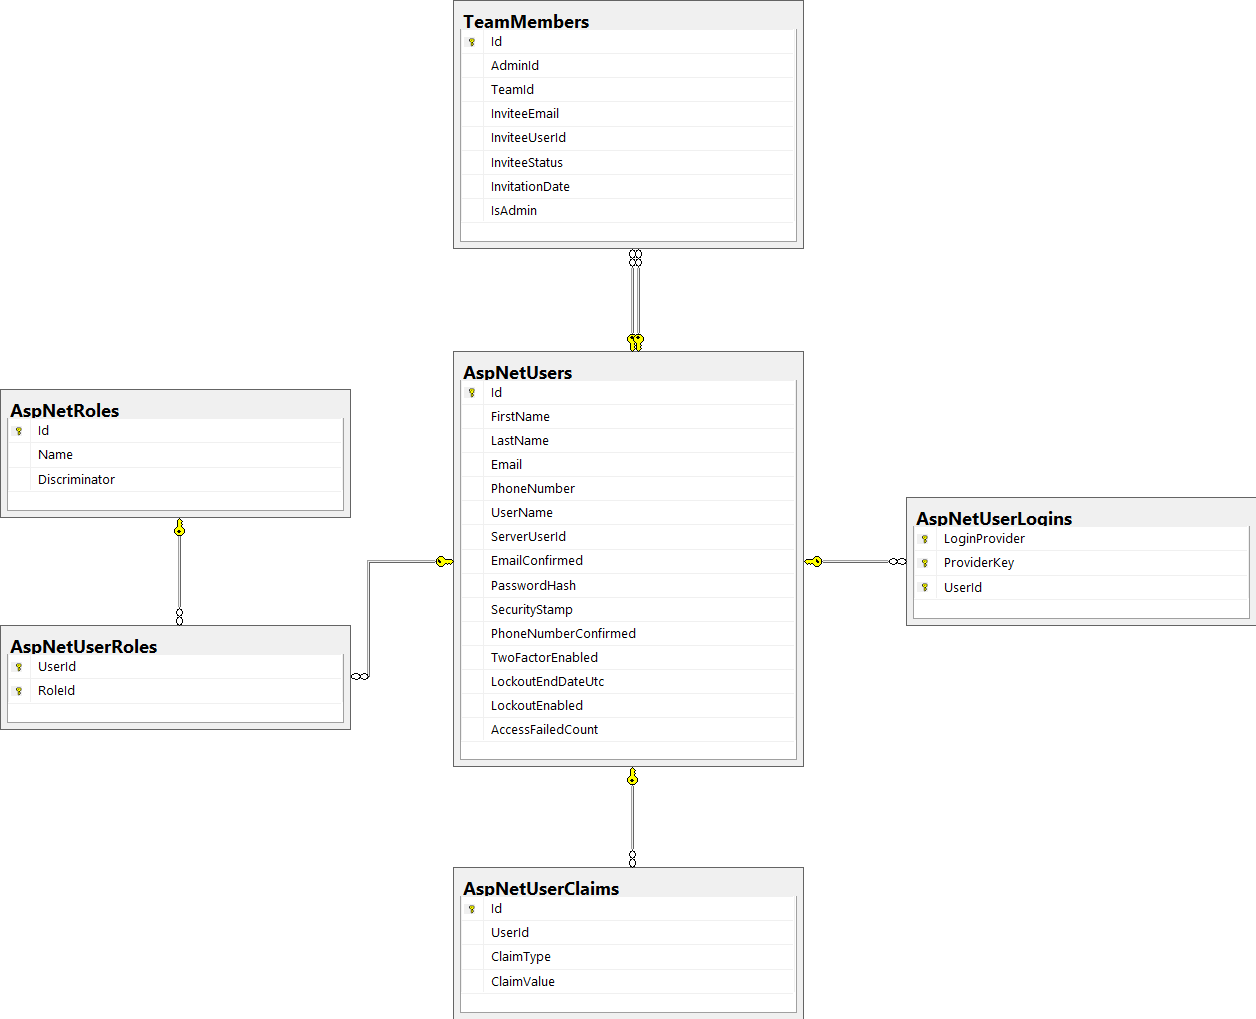 TeamMembers
Id
AdminId
TeamId
InviteeEmail
InviteeUserId
InviteeStatus
InvitationDate
IsAdmin
AspNetUsers
Id
FirstName
LastName
Email
PhoneNumber
UserName
ServerUserId
EmailConfirmed
PasswordHash
SecurityStamp
PhoneNumberConfirmed
TwoFactorEnabled
LockoutEndDateUtc
LockoutEnabled
AccessFailedCount
AspNetRoles
Id
Name
Discriminator
AspNetUserRoles
UserId
RoleId
AspNetUserLogins
LoginProvider
ProviderKey
UserId
AspNetUserClaims
Id
UserId
ClaimType
ClaimValue